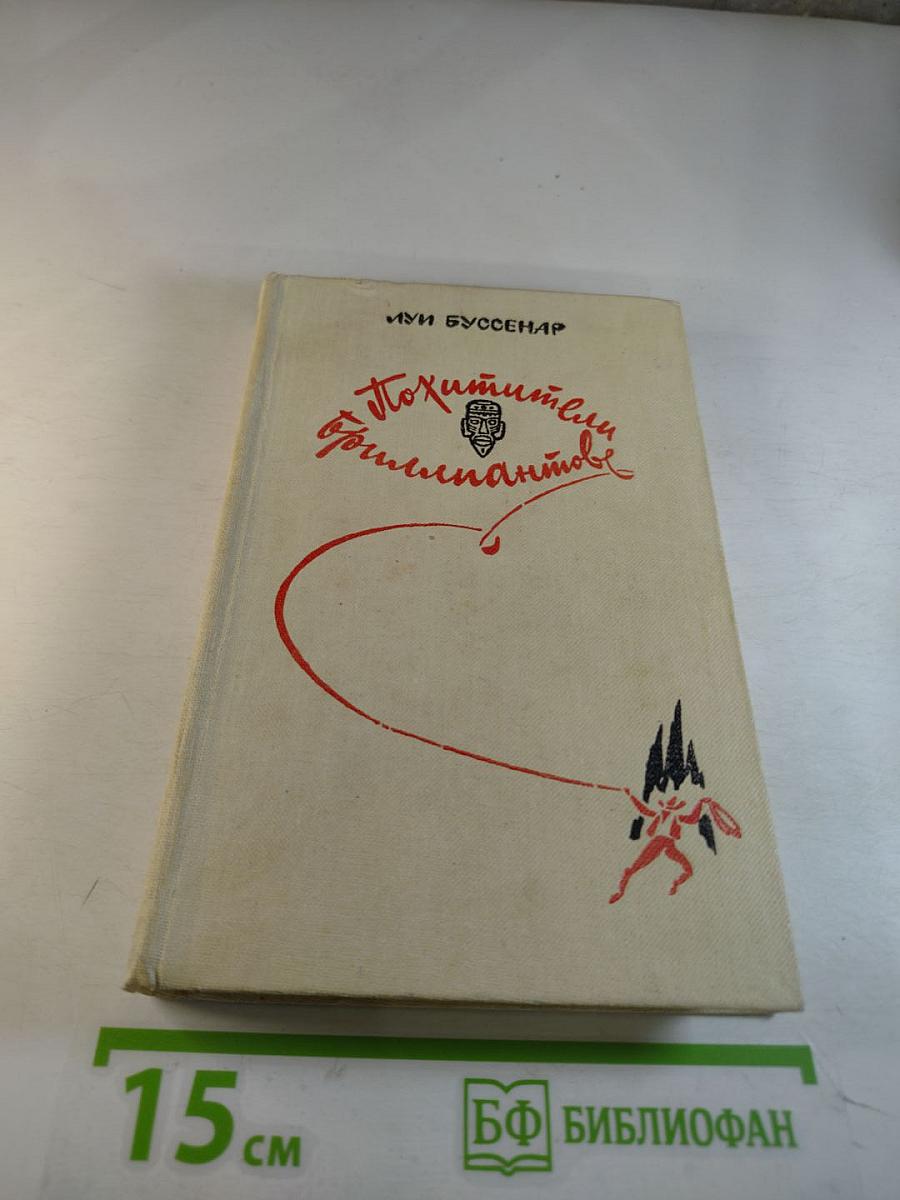 ЛУИ БУССЕНАР
Похитители
бриллиантов
15 см
БФ БИБЛИОФАН